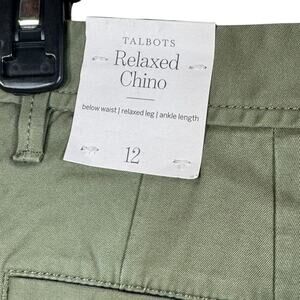 TALBOTS
Relaxed
Chino
below waist | relaxed leg | ankle length
12